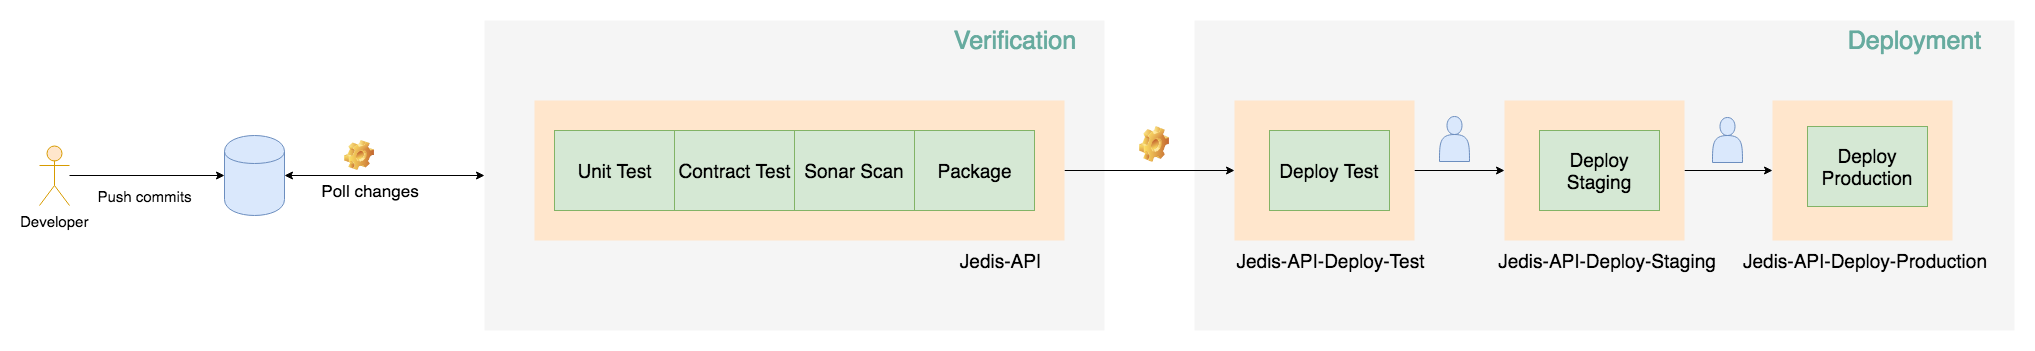 Verification
Deployment
Developer
Push commits
Poll changes
Unit Test
Contract Test
Sonar Scan
Package
Jedis-API
Deploy Test
Jedis-API-Deploy-Test
Deploy
Staging
Jedis-API-Deploy-Staging
Deploy
Production
Jedis-API-Deploy-Production